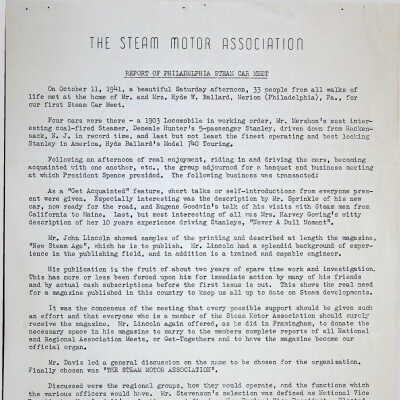 THE STEAM MOTOR ASSOCIATION
REPORT OF PHILADELPHIA STEAM CAR MEET
On October 11, 1941, a beautiful Saturday afternoon, 33 people from all walks of
life met at the home of Mr. and Mrs. Hyde W. Ballard, Merion (Philadelphia), Pa., for
our first Steam Car Meet.
Four cars were there - a 1903 Locomobile in working order, Mr. Mershon's most inter-
esting coal-fired Steamer, Denzale Hunter's 5-passenger Stanley, driven down from Hacken-
sack, N. J. in record time, and last but not least the finest operating and best looking
Stanley in America, Hyde Ballard's Model 740 Touring.
Following an afternoon of real enjoyment, riding in and driving the cars, becoming
acquainted with one another, etc., the group adjourned for a banquet and business meeting
at which President Spence presided. The following business was transacted:
As a "Get Acquainted" feature, short talks or self-introductions from everyone pres-
ent were given. Especially interesting was the description by Mr. Sprinkle of his new
car, now ready for the road, and Eugene Goodwin's talk of his visits with Steam men from
California to Maine. Last, but most interesting of all was Mrs. Harvey Gowing's witty
description of her 10 years experience driving Stanleys, "Never A Dull Moment".
Mr. John Lincoln showed samples of the printing and described at length the magazine,
"New Steam Age", which he is to publish. Mr. Lincoln had a splendid background of exper-
ience in the publishing field, and in addition is a trained and capable engineer.
His publication is the fruit of about two years of spare time work and investigation.
This has more or less been forced upon him for immediate action by many of his friends
and by actual cash subscriptions before the first issue is out. This shows the real need
for a magazine published in this country to keep us all up to date on Steam developments.
It was the concensus of the meeting that every possible support should be given such
an effort and that everyone who is a member of the Steam Motor Association should surely
receive the magazine. Mr. Lincoln again offered, as he did in Framingham, to donate the
necessary space in his magazine to carry to the members complete reports of all National
and Regional Association Meets, or Get-Togethers and to have the magazine become our
official organ.
Mr. Davis led a general discussion on the name to be chosen for the organization.
Finally chosen was "THE STEAM MOTOR ASSOCIATION".
Discussed were the regional groups, how they would operate, and the functions which
the various officers would have. Mr. Stevenson's selection was defined as National Vice